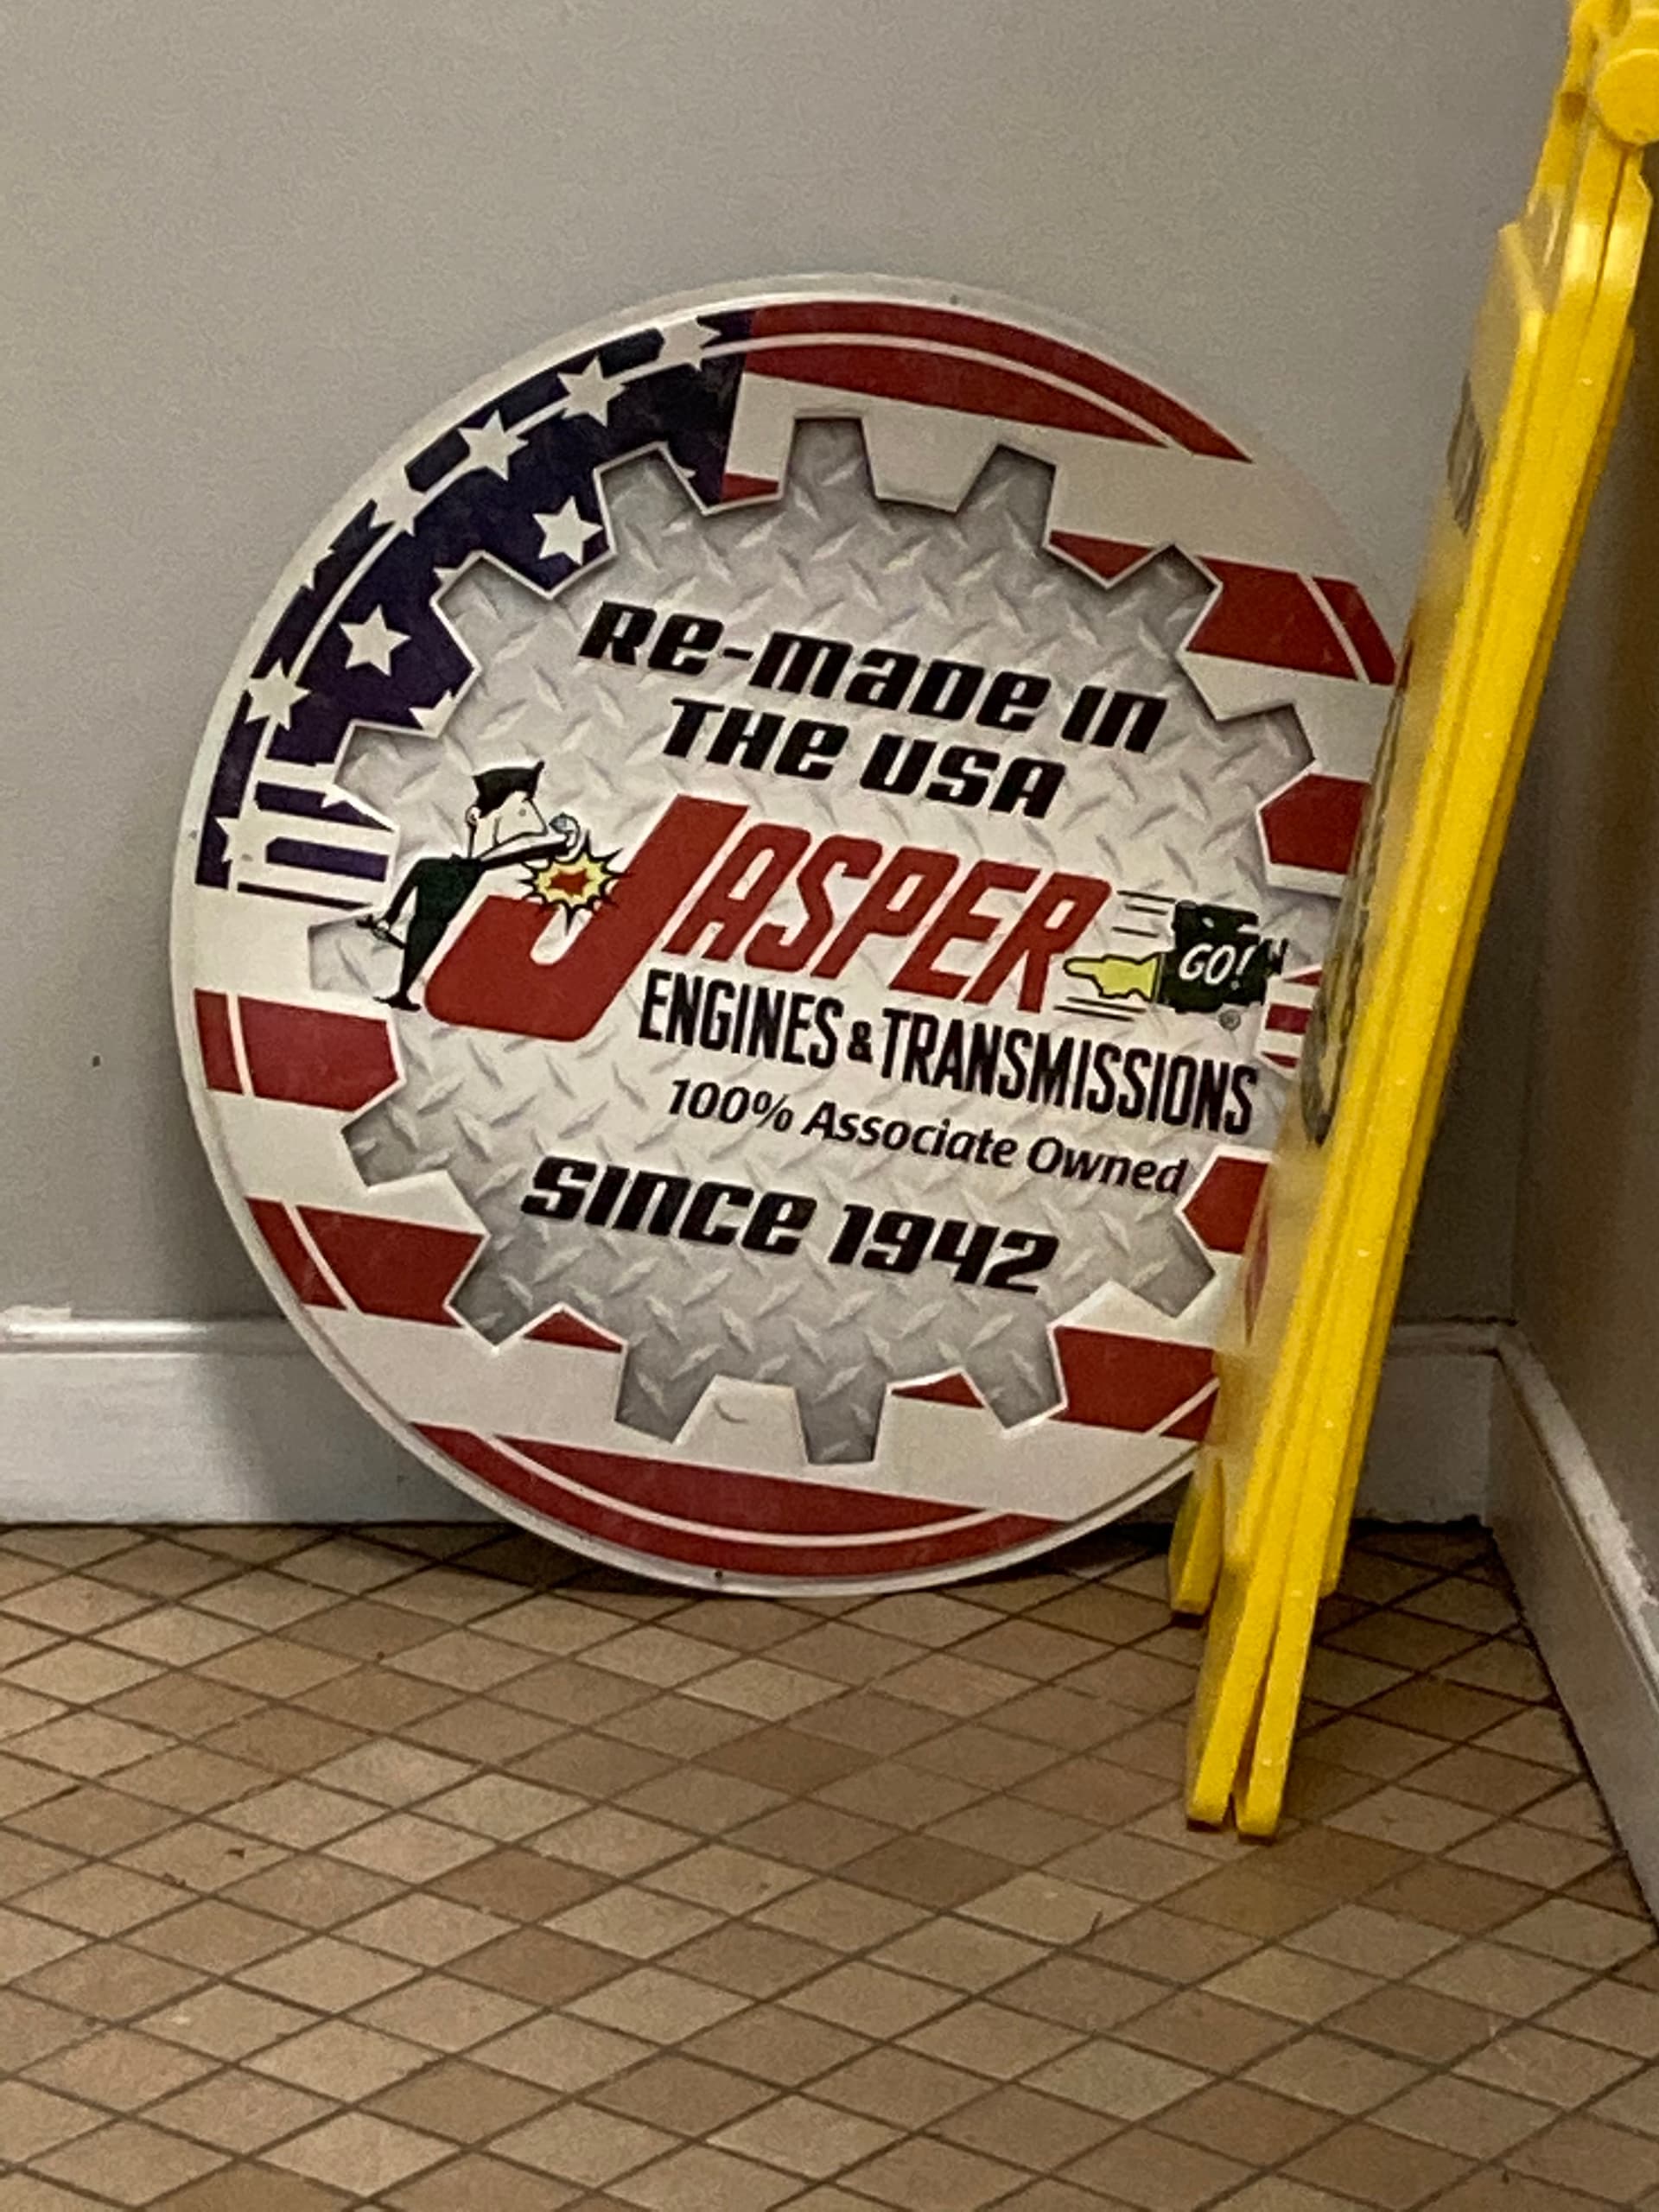 Re-made in
THe USA
JASPER
GO!
ENGINES & TRANSMISSIONS
100% Associate Owned
Since 1942